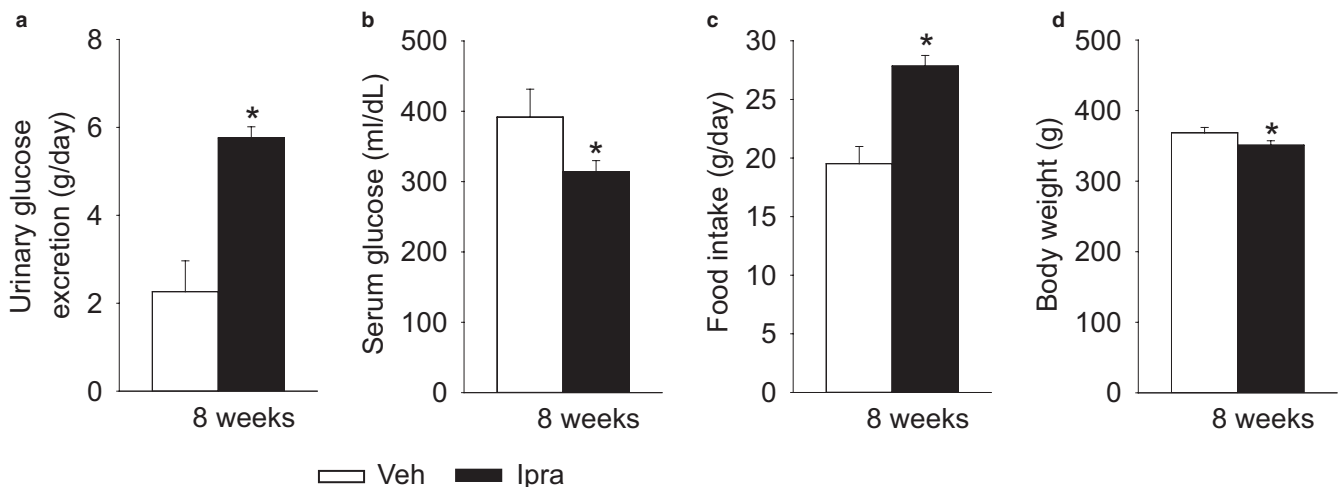 a
Urinary glucose
excretion (g/day)
8
6
4
2
0
*
8 weeks
b
Serum glucose (ml/dL)
500
400
300
200
100
0
*
8 weeks
c
Food intake (g/day)
30
25
20
15
10
5
0
*
8 weeks
d
Body weight (g)
500
400
300
200
100
0
*
8 weeks
Veh Ipra